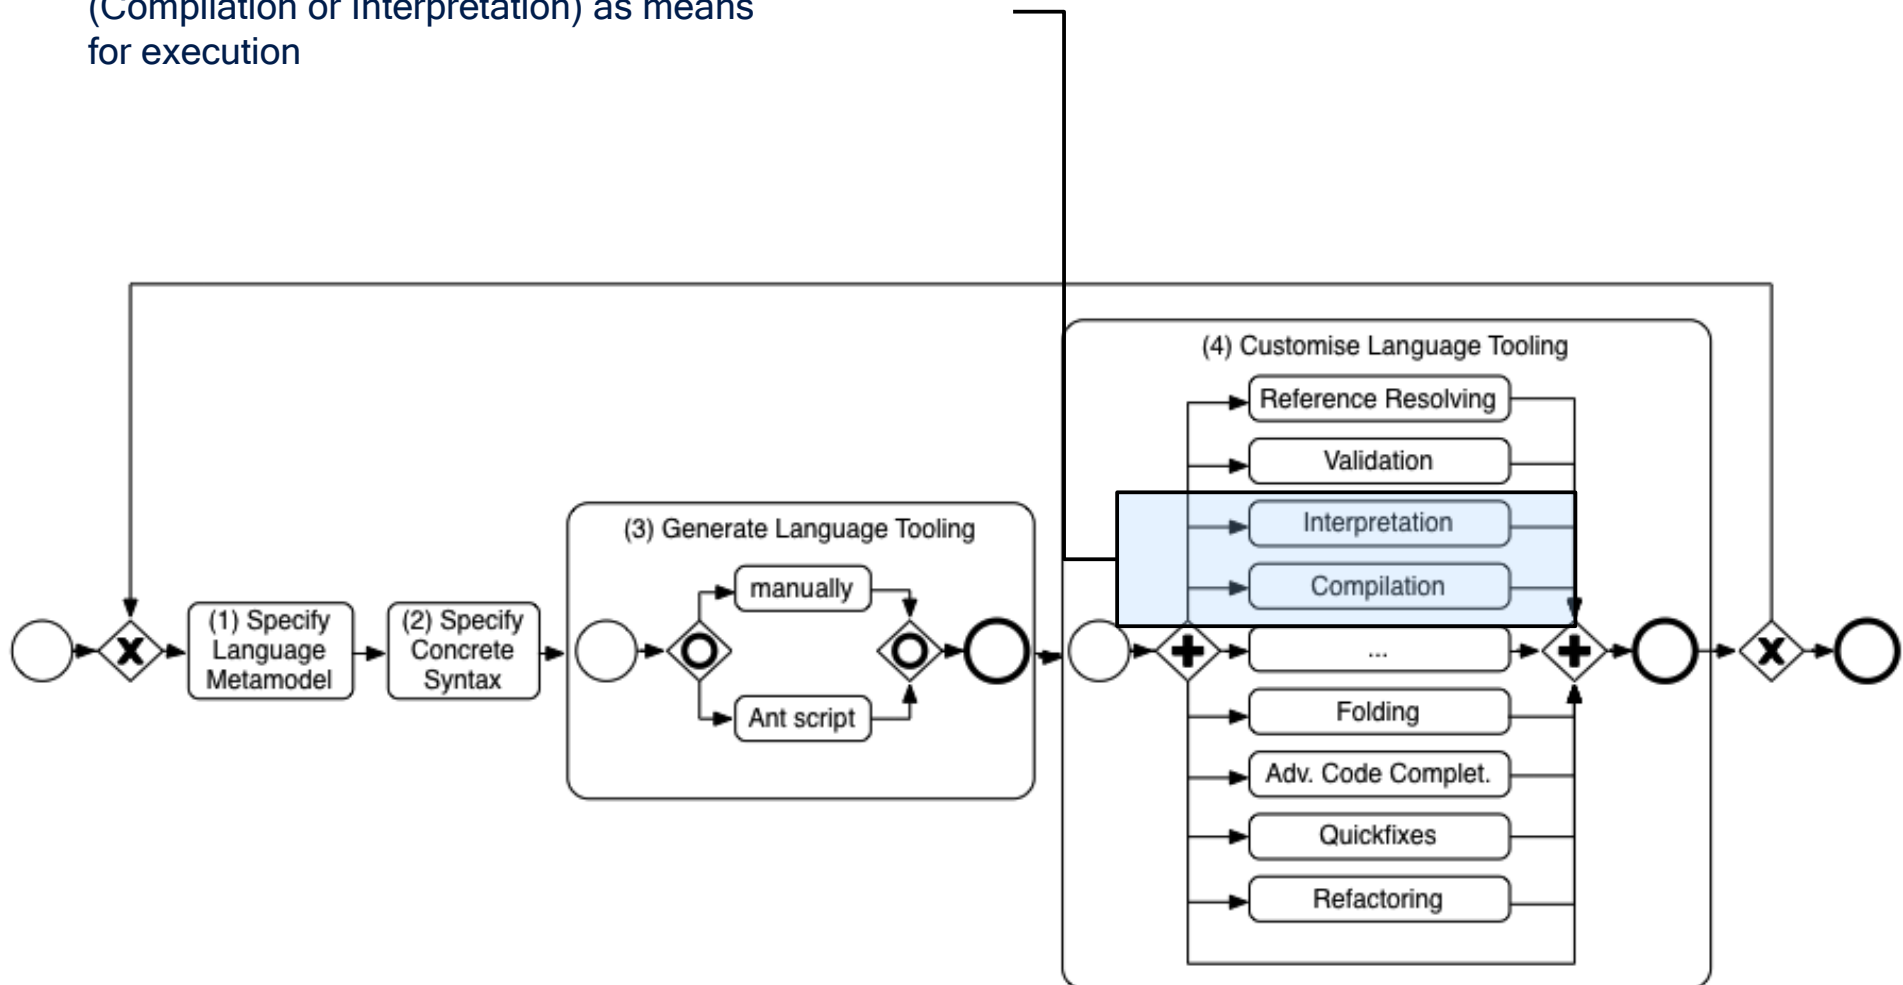 (Compilation or Interpretation) as means
for execution
(4) Customise Language Tooling
Reference Resolving
Validation
Interpretation
Compilation
...
Folding
Adv. Code Complet.
Quickfixes
Refactoring
(3) Generate Language Tooling
manually
Ant script
(1) Specify
Language
Metamodel
(2) Specify
Concrete
Syntax